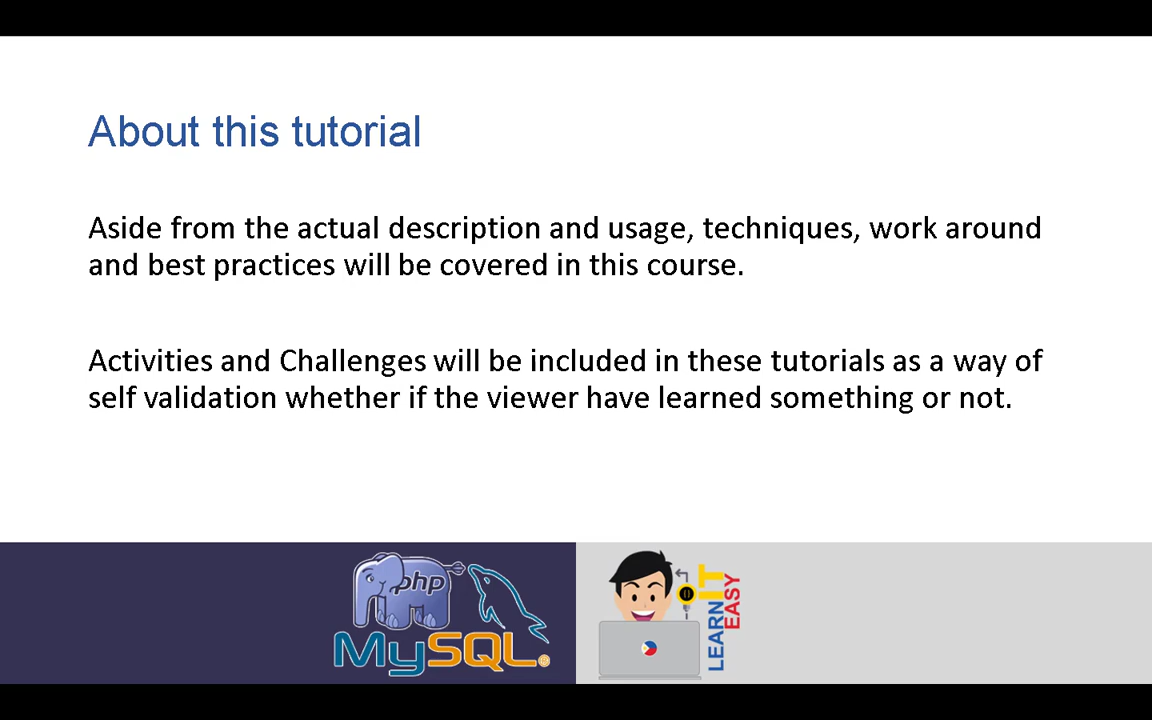 About this tutorial
Aside from the actual description and usage, techniques, work around
and best practices will be covered in this course.
Activities and Challenges will be included in these tutorials as a way of
self validation whether if the viewer have learned something or not.
php
MySQL
LEARN IT
EASY